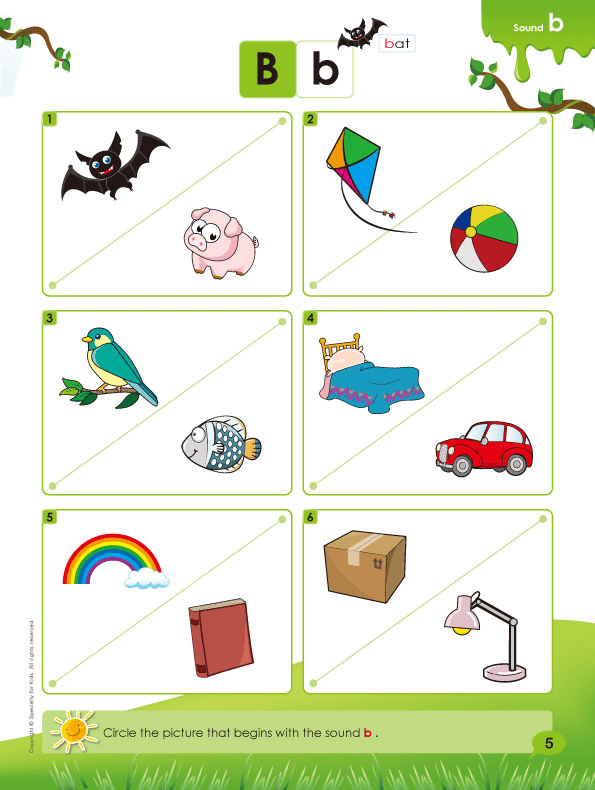 Sound b
B b
bat
1
2
3
4
5
6
Circle the picture that begins with the sound b .
Copyright © Specialty for Kids. All rights reserved.
5